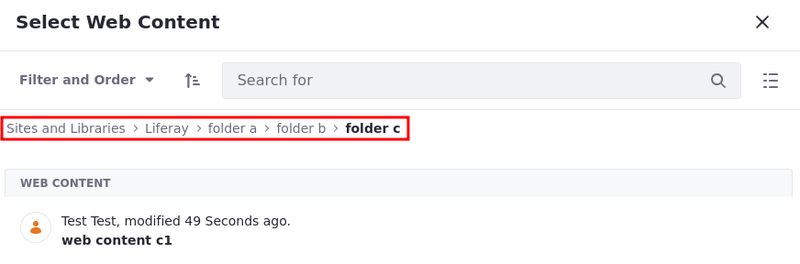 Select Web Content
Filter and Order
Search for
Sites and Libraries > Liferay > folder a > folder b > folder c
WEB CONTENT
Test Test, modified 49 Seconds ago.
web content c1